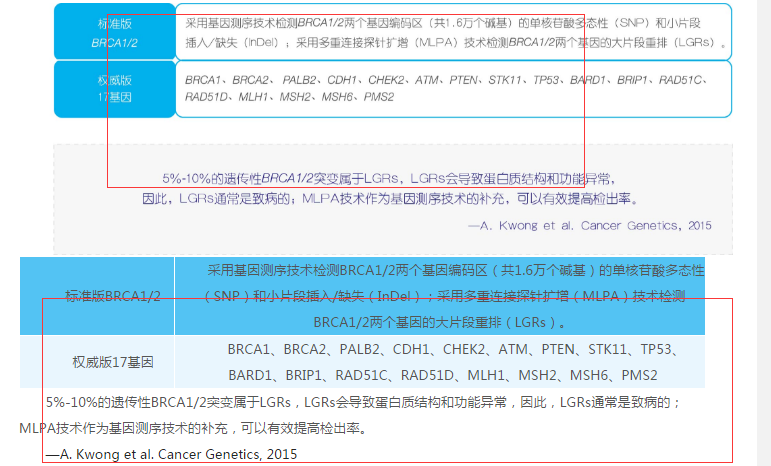 标准版
BRCA1/2
采用基因测序技术检测BRCA1/2两个基因编码区（共1.6万个碱基）的单核苷酸多态性（SNP）和小片段
插入/缺失（InDel）；采用多重连接探针扩增（MLPA）技术检测BRCA1/2两个基因的大片段重排（LGRs）。
权威版
17基因
BRCA1、BRCA2、 PALB2、CDH1、CHEK2、ATM、PTEN、STK11、TP53、BARD1、BRIP1、RAD51C、
RAD51D、MLH1、MSH2、MSH6、PMS2
5%-10%的遗传性BRCA1/2突变属于LGRs，LGRs会导致蛋白质结构和功能异常，
因此，LGRs通常是致病的；MLPA技术作为基因测序技术的补充，可以有效提高检出率。
—A. Kwong et al. Cancer Genetics, 2015
标准版BRCA1/2
采用基因测序技术检测BRCA1/2两个基因编码区（共1.6万个碱基）的单核苷酸多态性
（SNP）和小片段插入/缺失（InDel）；采用多重连接探针扩增（MLPA）技术检测
BRCA1/2两个基因的大片段重排（LGRs）。
权威版17基因
BRCA1、BRCA2、PALB2、CDH1、CHEK2、ATM、PTEN、STK11、TP53、
BARD1、BRIP1、RAD51C、RAD51D、MLH1、MSH2、MSH6、PMS2
5%-10%的遗传性BRCA1/2突变属于LGRs，LGRs会导致蛋白质结构和功能异常，因此，LGRs通常是致病的；
MLPA技术作为基因测序技术的补充，可以有效提高检出率。
—A. Kwong et al. Cancer Genetics, 2015